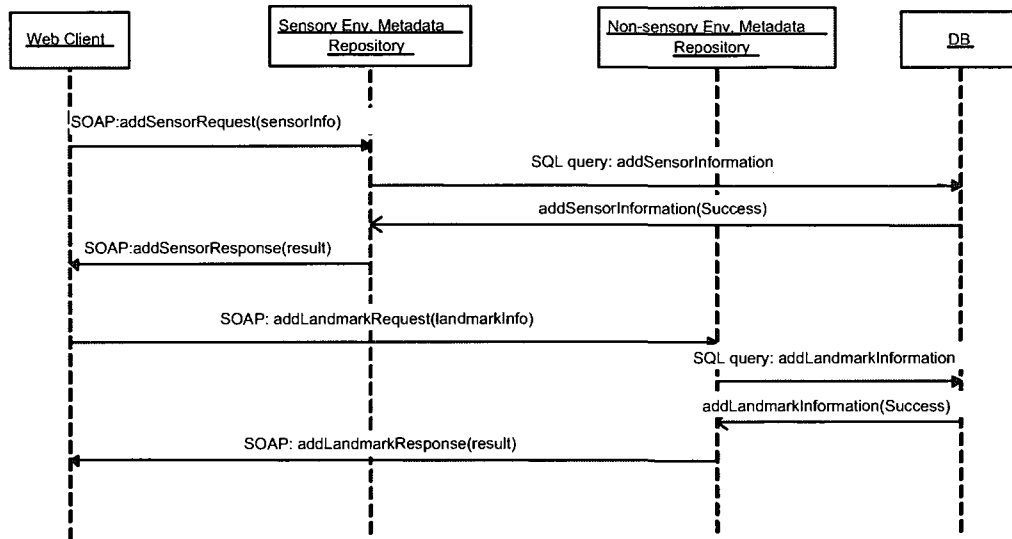 Web Client
Sensory Env. Metadata
Repository
Non-sensory Env. Metadata
Repository
DB
SOAP:addSensorRequest(sensorInfo)
SQL query: addSensorInformation
addSensorInformation(Success)
SOAP:addSensorResponse(result)
SOAP: addLandmarkRequest(landmarkInfo)
SQL query: addLandmarkInformation
addLandmarkInformation(Success)
SOAP: addLandmarkResponse(result)